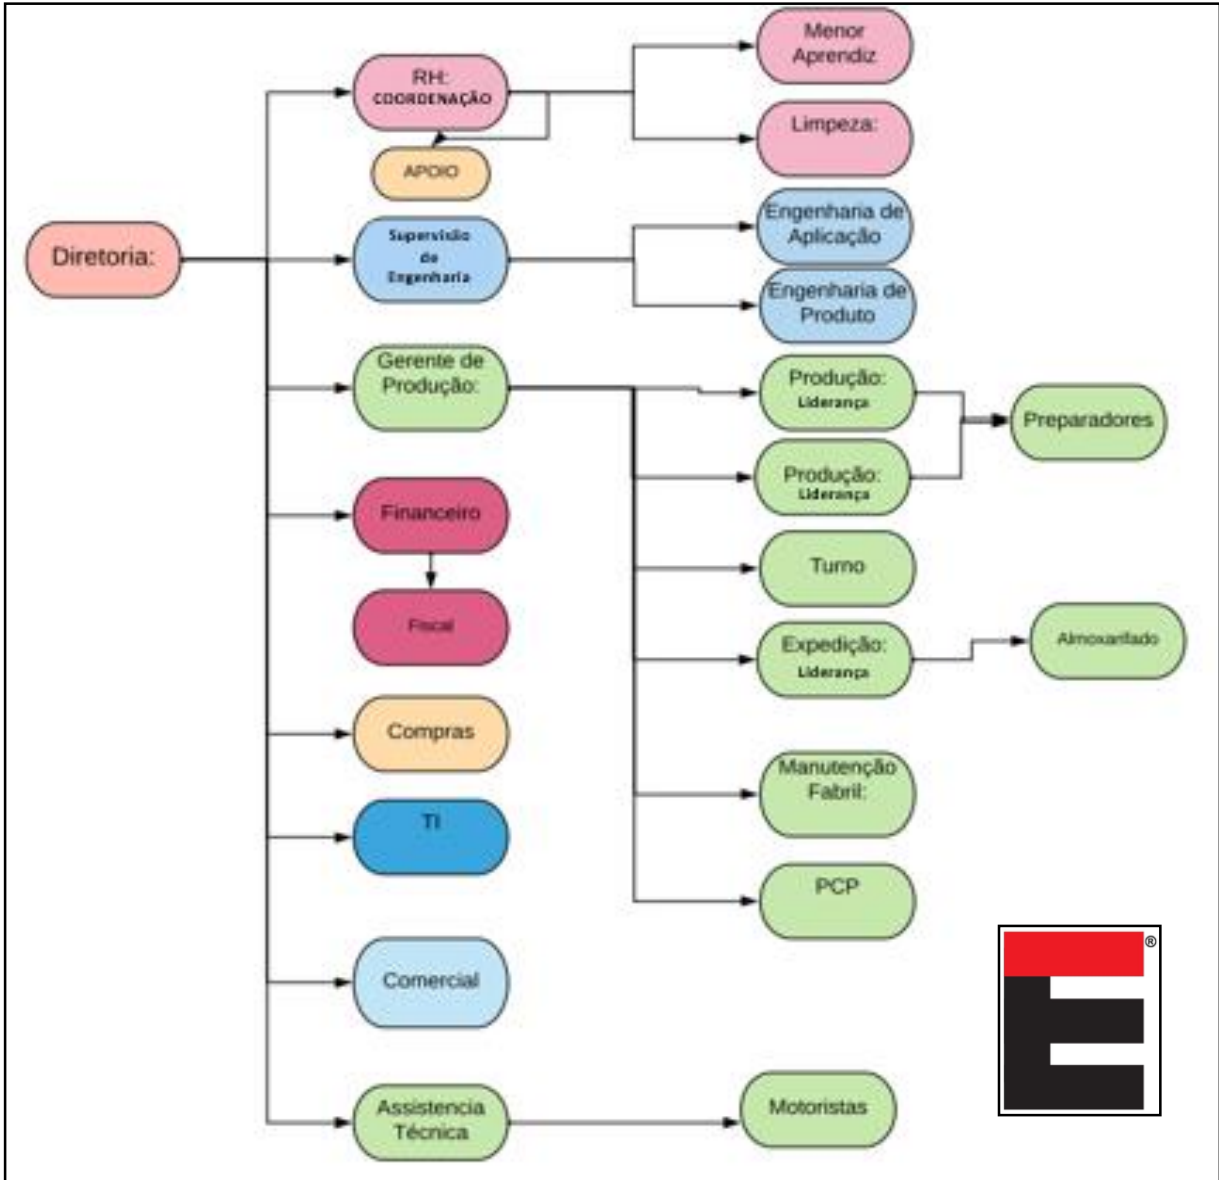 Menor
Aprendiz
RH:
COORDENAÇÃO
Limpeza:
APOIO
Engenharia de
Aplicação
Supervisão
de
Engenharia
Diretoria:
Engenharia de
Produto
Gerente de
Produção:
Produção:
Liderança
Preparadores
Produção:
Liderança
Financeiro
Turno
Fiscal
Expedição:
Liderança
Almoxarifado
Compras
Manutenção
Fabril:
TI
PCP
Comercial
E
®
Assistencia
Técnica
Motoristas